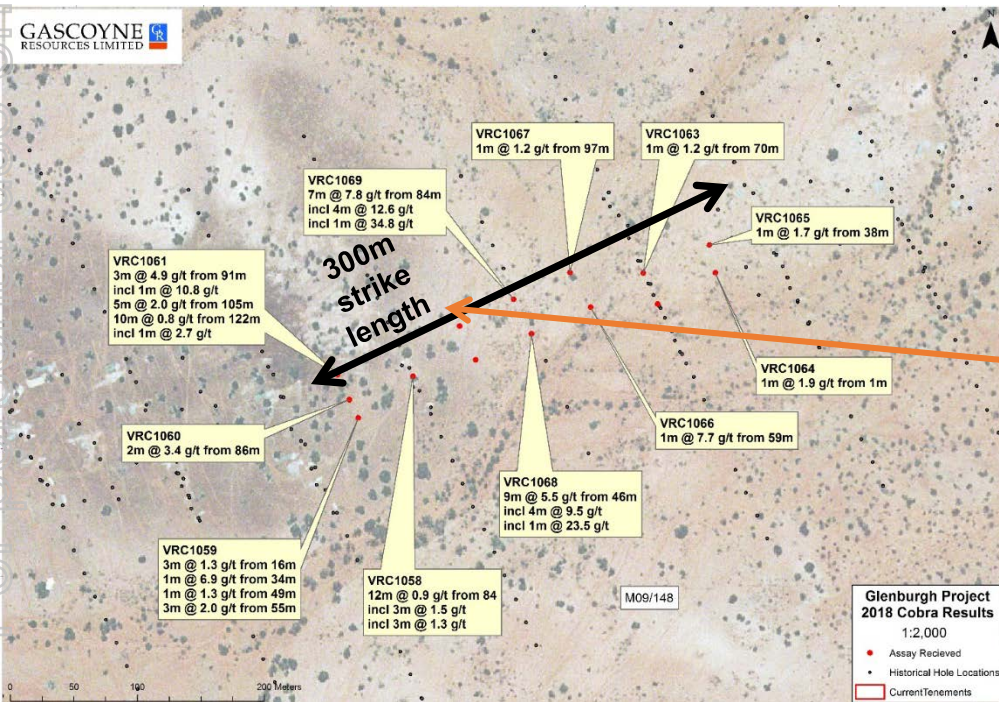 GASCOYNE
RESOURCES LIMITED
GR
N
VRC1067
1m @ 1.2 g/t from 97m
VRC1063
1m @ 1.2 g/t from 70m
VRC1069
7m @ 7.8 g/t from 84m
incl 4m @ 12.6 g/t
incl 1m @ 34.8 g/t
VRC1065
1m @ 1.7 g/t from 38m
VRC1061
3m @ 4.9 g/t from 91m
incl 1m @ 10.8 g/t
5m @ 2.0 g/t from 105m
10m @ 0.8 g/t from 122m
incl 1m @ 2.7 g/t
300m
strike
length
VRC1064
1m @ 1.9 g/t from 1m
VRC1060
2m @ 3.4 g/t from 86m
VRC1066
1m @ 7.7 g/t from 59m
VRC1068
9m @ 5.5 g/t from 46m
incl 4m @ 9.5 g/t
incl 1m @ 23.5 g/t
VRC1059
3m @ 1.3 g/t from 16m
1m @ 6.9 g/t from 34m
1m @ 1.3 g/t from 49m
3m @ 2.0 g/t from 55m
VRC1058
12m @ 0.9 g/t from 84
incl 3m @ 1.5 g/t
incl 3m @ 1.3 g/t
M09/148
Glenburgh Project
2018 Cobra Results
1:2,000
Assay Recieved
Historical Hole Locations
CurrentTenements
0 50 100 200 Meters